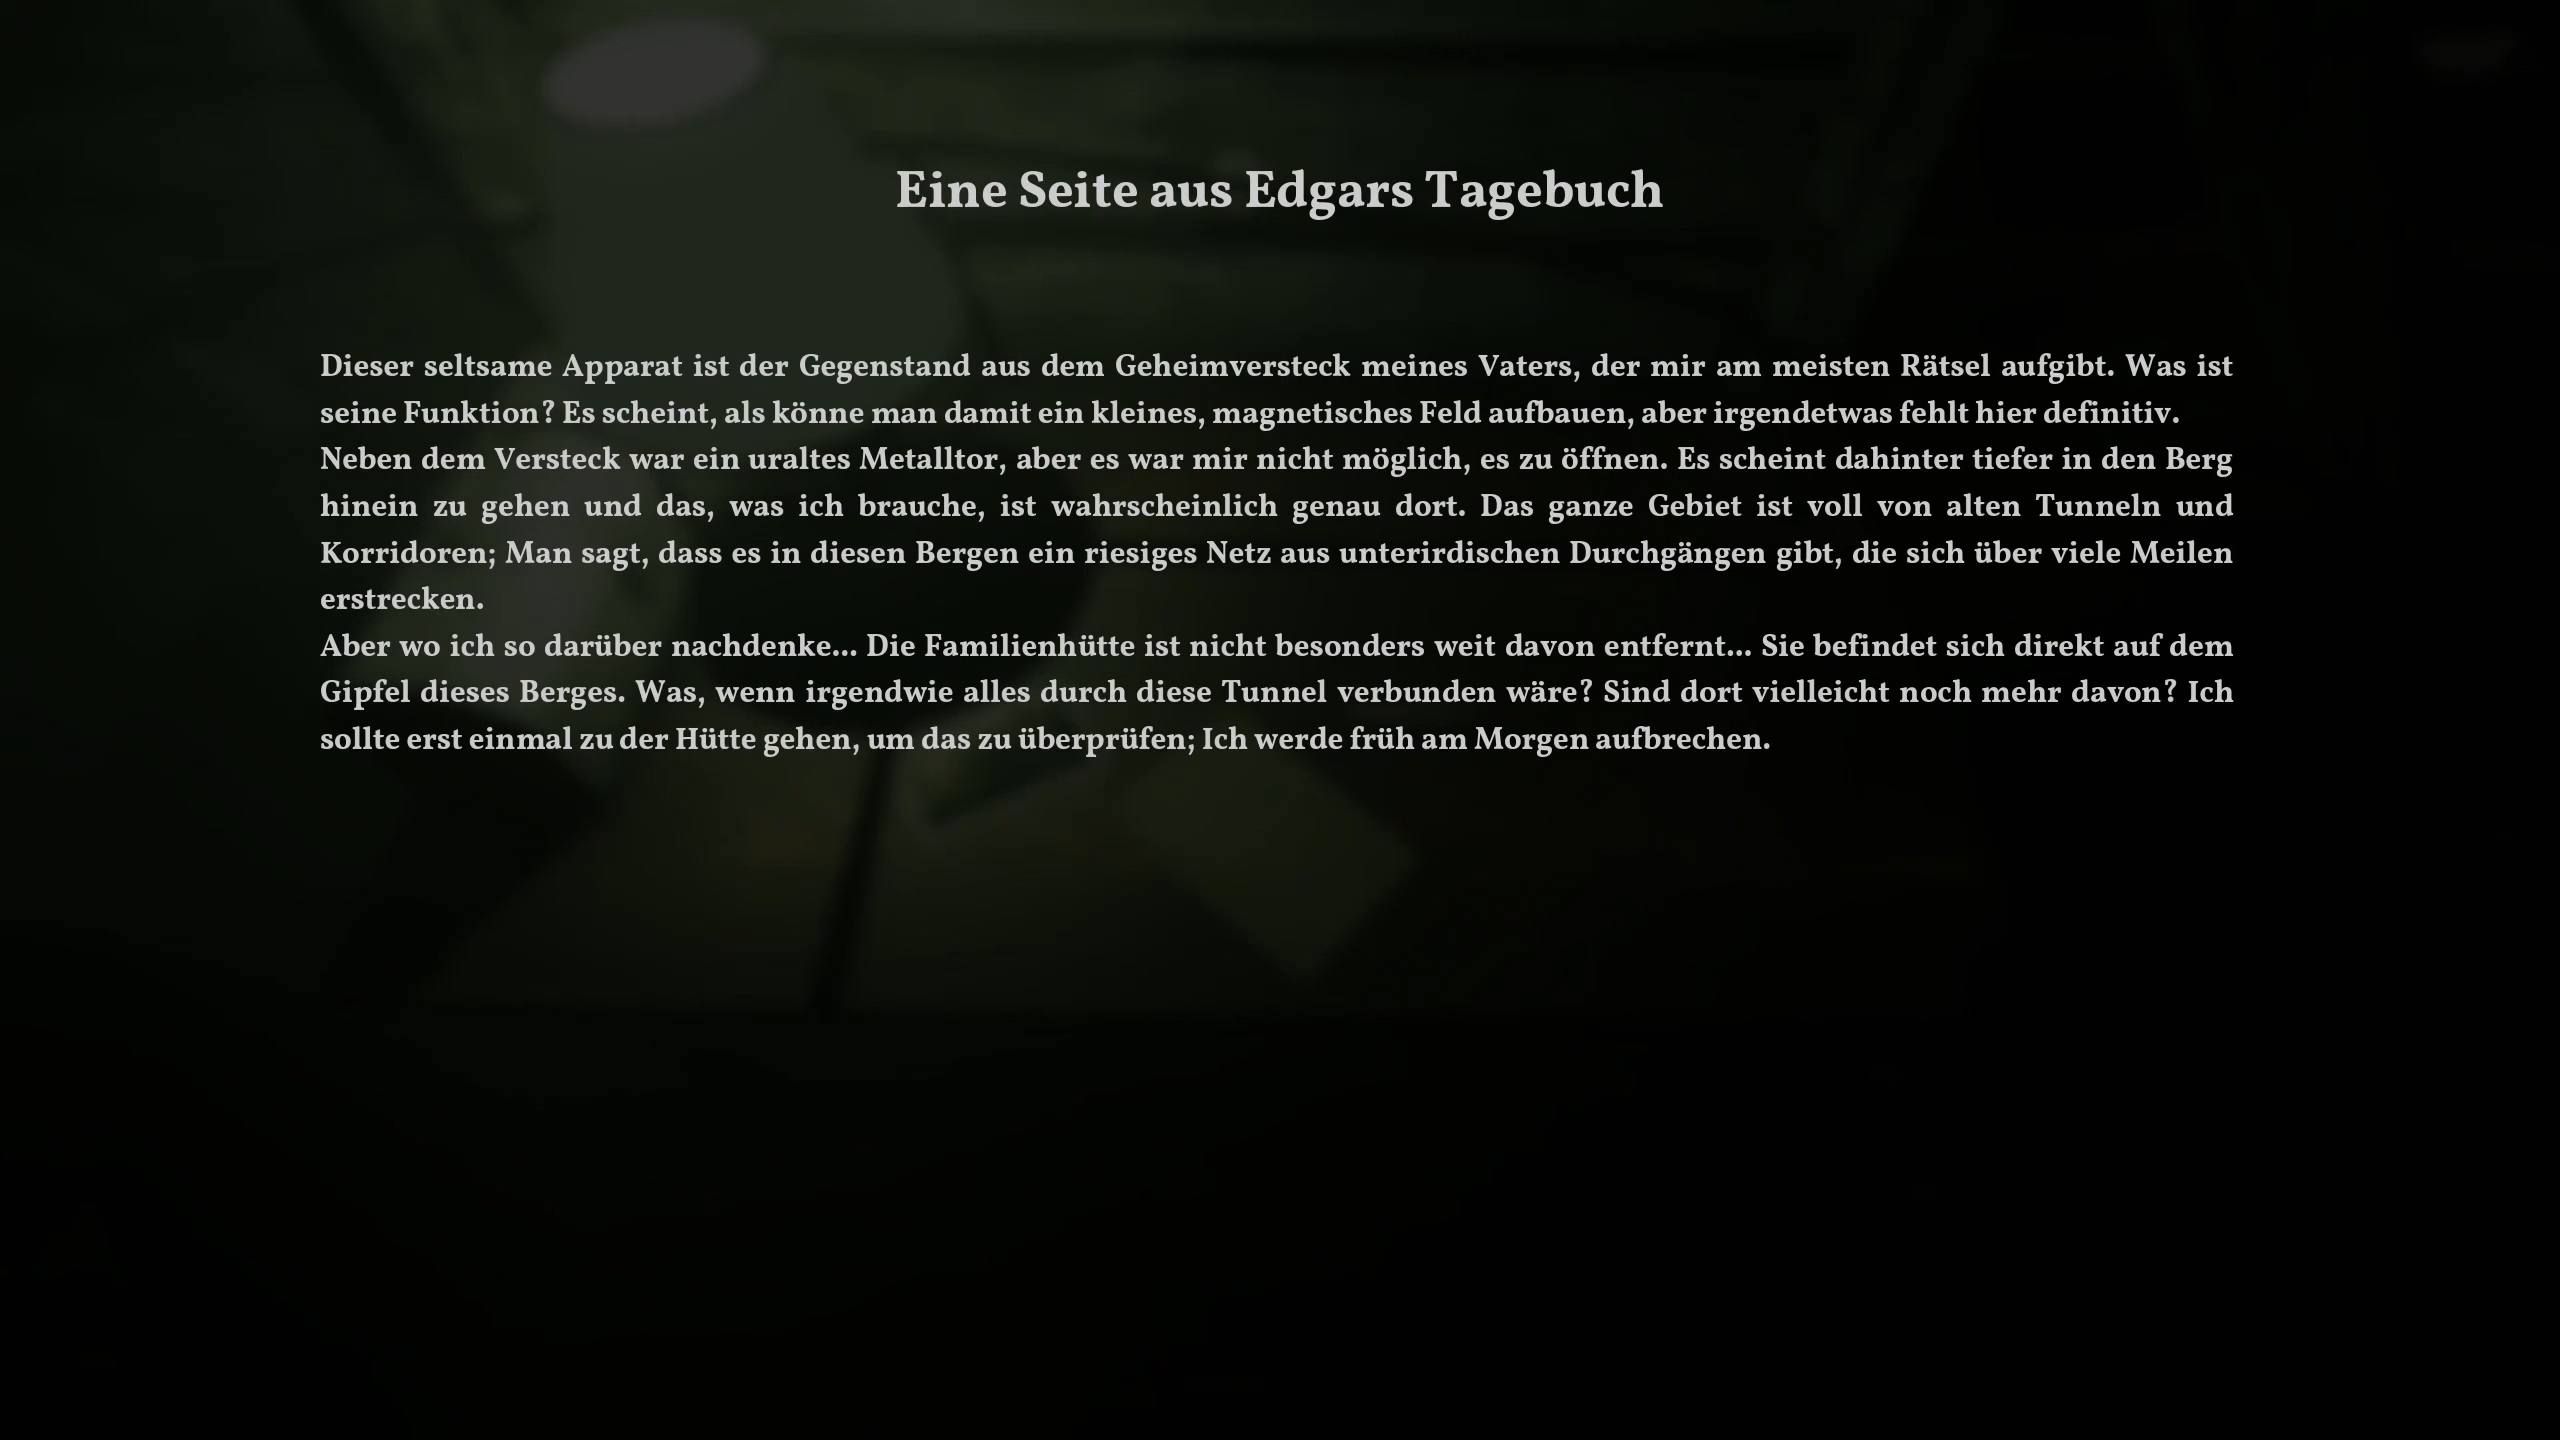 Eine Seite aus Edgars Tagebuch
Dieser seltsame Apparat ist der Gegenstand aus dem Geheimversteck meines Vaters, der mir am meisten Rätsel aufgibt. Was ist
seine Funktion? Es scheint, als könne man damit ein kleines, magnetisches Feld aufbauen, aber irgendetwas fehlt hier definitiv.
Neben dem Versteck war ein uraltes Metalltor, aber es war mir nicht möglich, es zu öffnen. Es scheint dahinter tiefer in den Berg
hinein zu gehen und das, was ich brauche, ist wahrscheinlich genau dort. Das ganze Gebiet ist voll von alten Tunneln und
Korridoren; Man sagt, dass es in diesen Bergen ein riesiges Netz aus unterirdischen Durchgängen gibt, die sich über viele Meilen
erstrecken.
Aber wo ich so darüber nachdenke... Die Familienhütte ist nicht besonders weit davon entfernt... Sie befindet sich direkt auf dem
Gipfel dieses Berges. Was, wenn irgendwie alles durch diese Tunnel verbunden wäre? Sind dort vielleicht noch mehr davon? Ich
sollte erst einmal zu der Hütte gehen, um das zu überprüfen; Ich werde früh am Morgen aufbrechen.